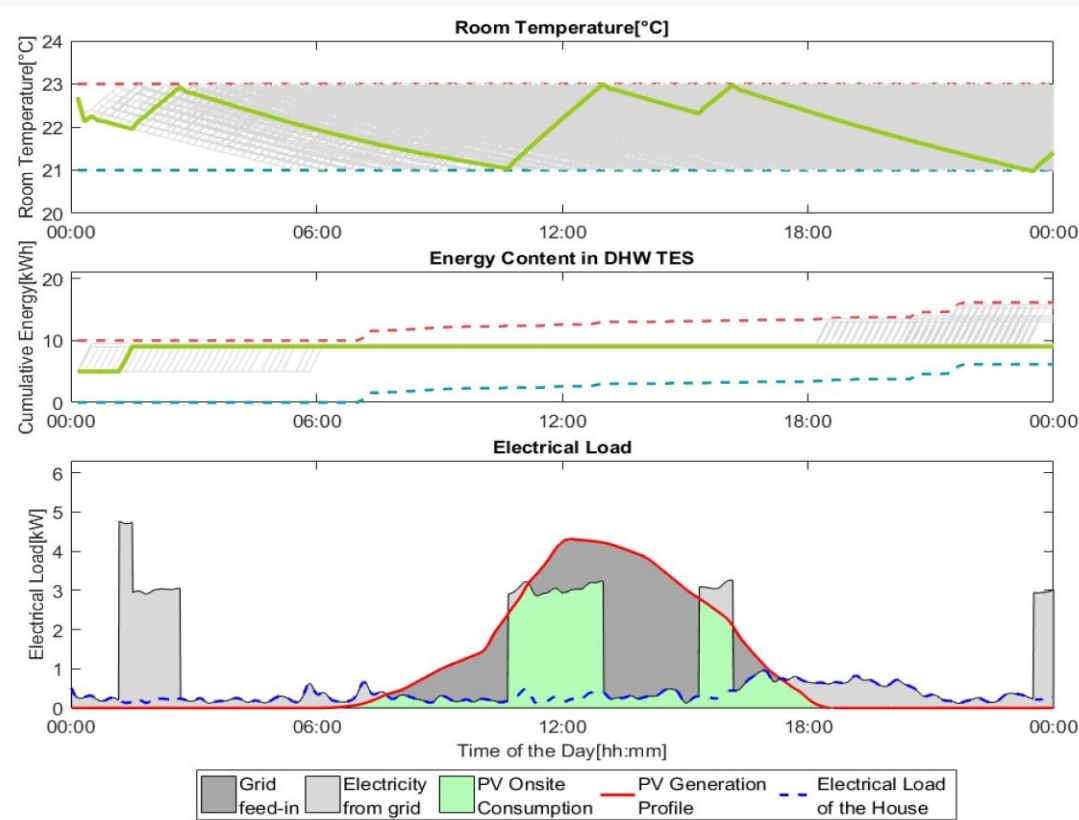 Room Temperature[°C]
Room Temperature[°C]
24
23
22
21
20
00:00 06:00 12:00 18:00 00:00
Energy Content in DHW TES
Cumulative Energy[kWh]
20
10
0
00:00 06:00 12:00 18:00 00:00
Electrical Load
Electrical Load[kW]
6
5
4
3
2
1
0
00:00 06:00 12:00 18:00 00:00
Time of the Day[hh:mm]
Grid
feed-in
Electricity
from grid
PV Onsite
Consumption
PV Generation
Profile
Electrical Load
of the House